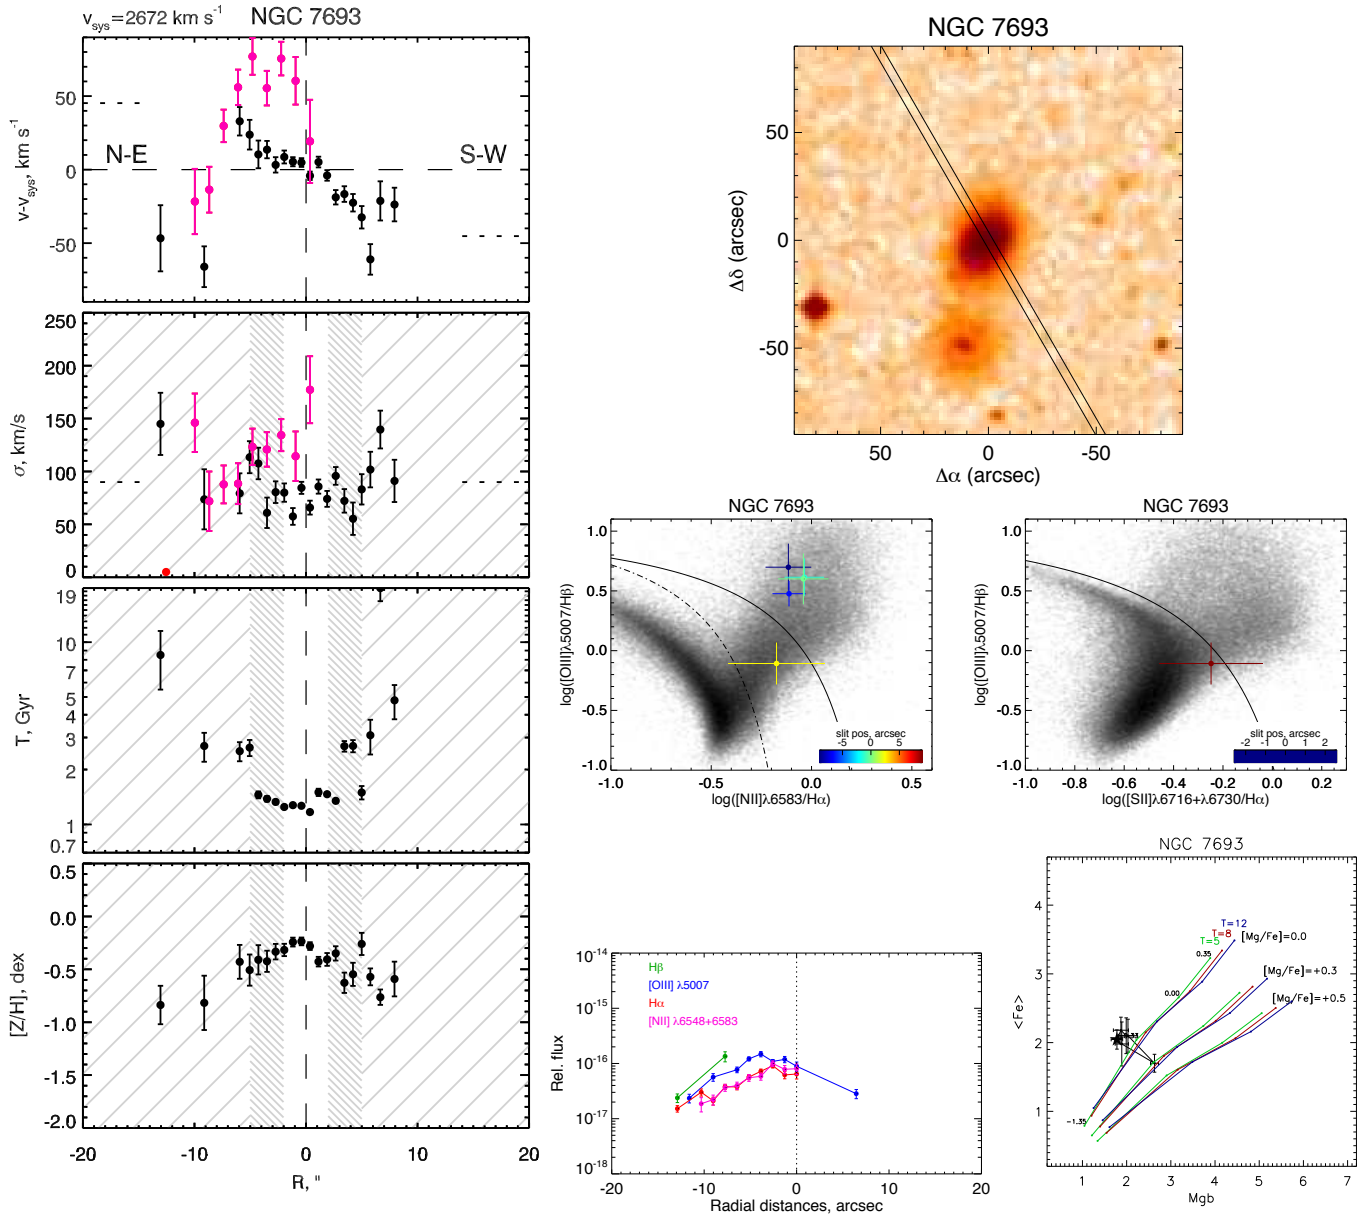 v_sys=2672 km s⁻¹ NGC 7693
50
0
-50
v-v_sys, km s⁻¹
N-E
S-W
250
200
150
100
50
0
σ, km/s
19
10
7
5
4
3
2
1
0.7
T, Gyr
0.5
0.0
-0.5
-1.0
-1.5
-2.0
[Z/H], dex
-20 -10 0 10 20
R, "
NGC 7693
50
0
-50
Δδ (arcsec)
50 0 -50
Δα (arcsec)
NGC 7693
1.0
0.5
0.0
-0.5
-1.0
log([OIII]λ5007/Hβ)
slit pos, arcsec
-5 0 5
-1.0 -0.5 0.0 0.5
log([NII]λ6583/Hα)
NGC 7693
1.0
0.5
0.0
-0.5
-1.0
log([OIII]λ5007/Hβ)
slit pos, arcsec
-2 -1 0 1 2
-1.0 -0.8 -0.6 -0.4 -0.2 0.0 0.2
log([SII]λ6716+λ6730/Hα)
10⁻¹⁴
10⁻¹⁵
10⁻¹⁶
10⁻¹⁷
10⁻¹⁸
Rel. flux
Hβ
[OIII] λ5007
Hα
[NII] λ6548+6583
-20 -10 0 10 20
Radial distances, arcsec
NGC 7693
4
3
2
1
<Fe>
T=12
T=8
T=5
[Mg/Fe]=0.0
0.35
[Mg/Fe]=+0.3
0.00
[Mg/Fe]=+0.5
-1.35
1 2 3 4 5 6 7
Mgb